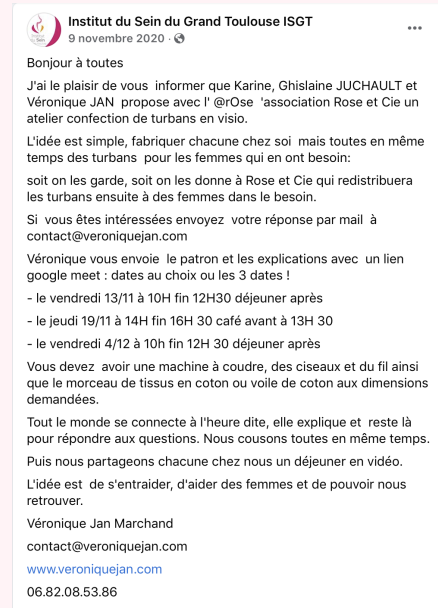 Institut du Sein du Grand Toulouse ISGT
9 novembre 2020 ·
Bonjour à toutes
J'ai le plaisir de vous  informer que Karine, Ghislaine JUCHAULT et
Véronique JAN  propose avec l' @rOse  'association Rose et Cie un
atelier confection de turbans en visio.
L'idée est simple, fabriquer chacune chez soi  mais toutes en même
temps des turbans  pour les femmes qui en ont besoin:
soit on les garde, soit on les donne à Rose et Cie qui redistribuera
les turbans ensuite à des femmes dans le besoin.
Si  vous êtes intéressées envoyez  votre réponse par mail  à
contact@veroniquejan.com
Véronique vous envoie  le patron et les explications avec  un lien
google meet : dates au choix ou les 3 dates !
- le vendredi 13/11 à 10H fin 12H30 déjeuner après
- le jeudi 19/11 à 14H fin 16H 30 café avant à 13H 30
- le vendredi 4/12 à 10h fin 12H 30 déjeuner après
Vous devez  avoir une machine à coudre, des ciseaux et du fil ainsi
que le morceau de tissus en coton ou voile de coton aux dimensions
demandées.
Tout le monde se connecte à l'heure dite, elle explique et  reste là
pour répondre aux questions. Nous cousons toutes en même temps.
Puis nous partageons chacune chez nous un déjeuner en vidéo.
L'idée est  de s'entraider, d'aider des femmes et de pouvoir nous
retrouver.
Véronique Jan Marchand
contact@veroniquejan.com
www.veroniquejan.com
06.82.08.53.86